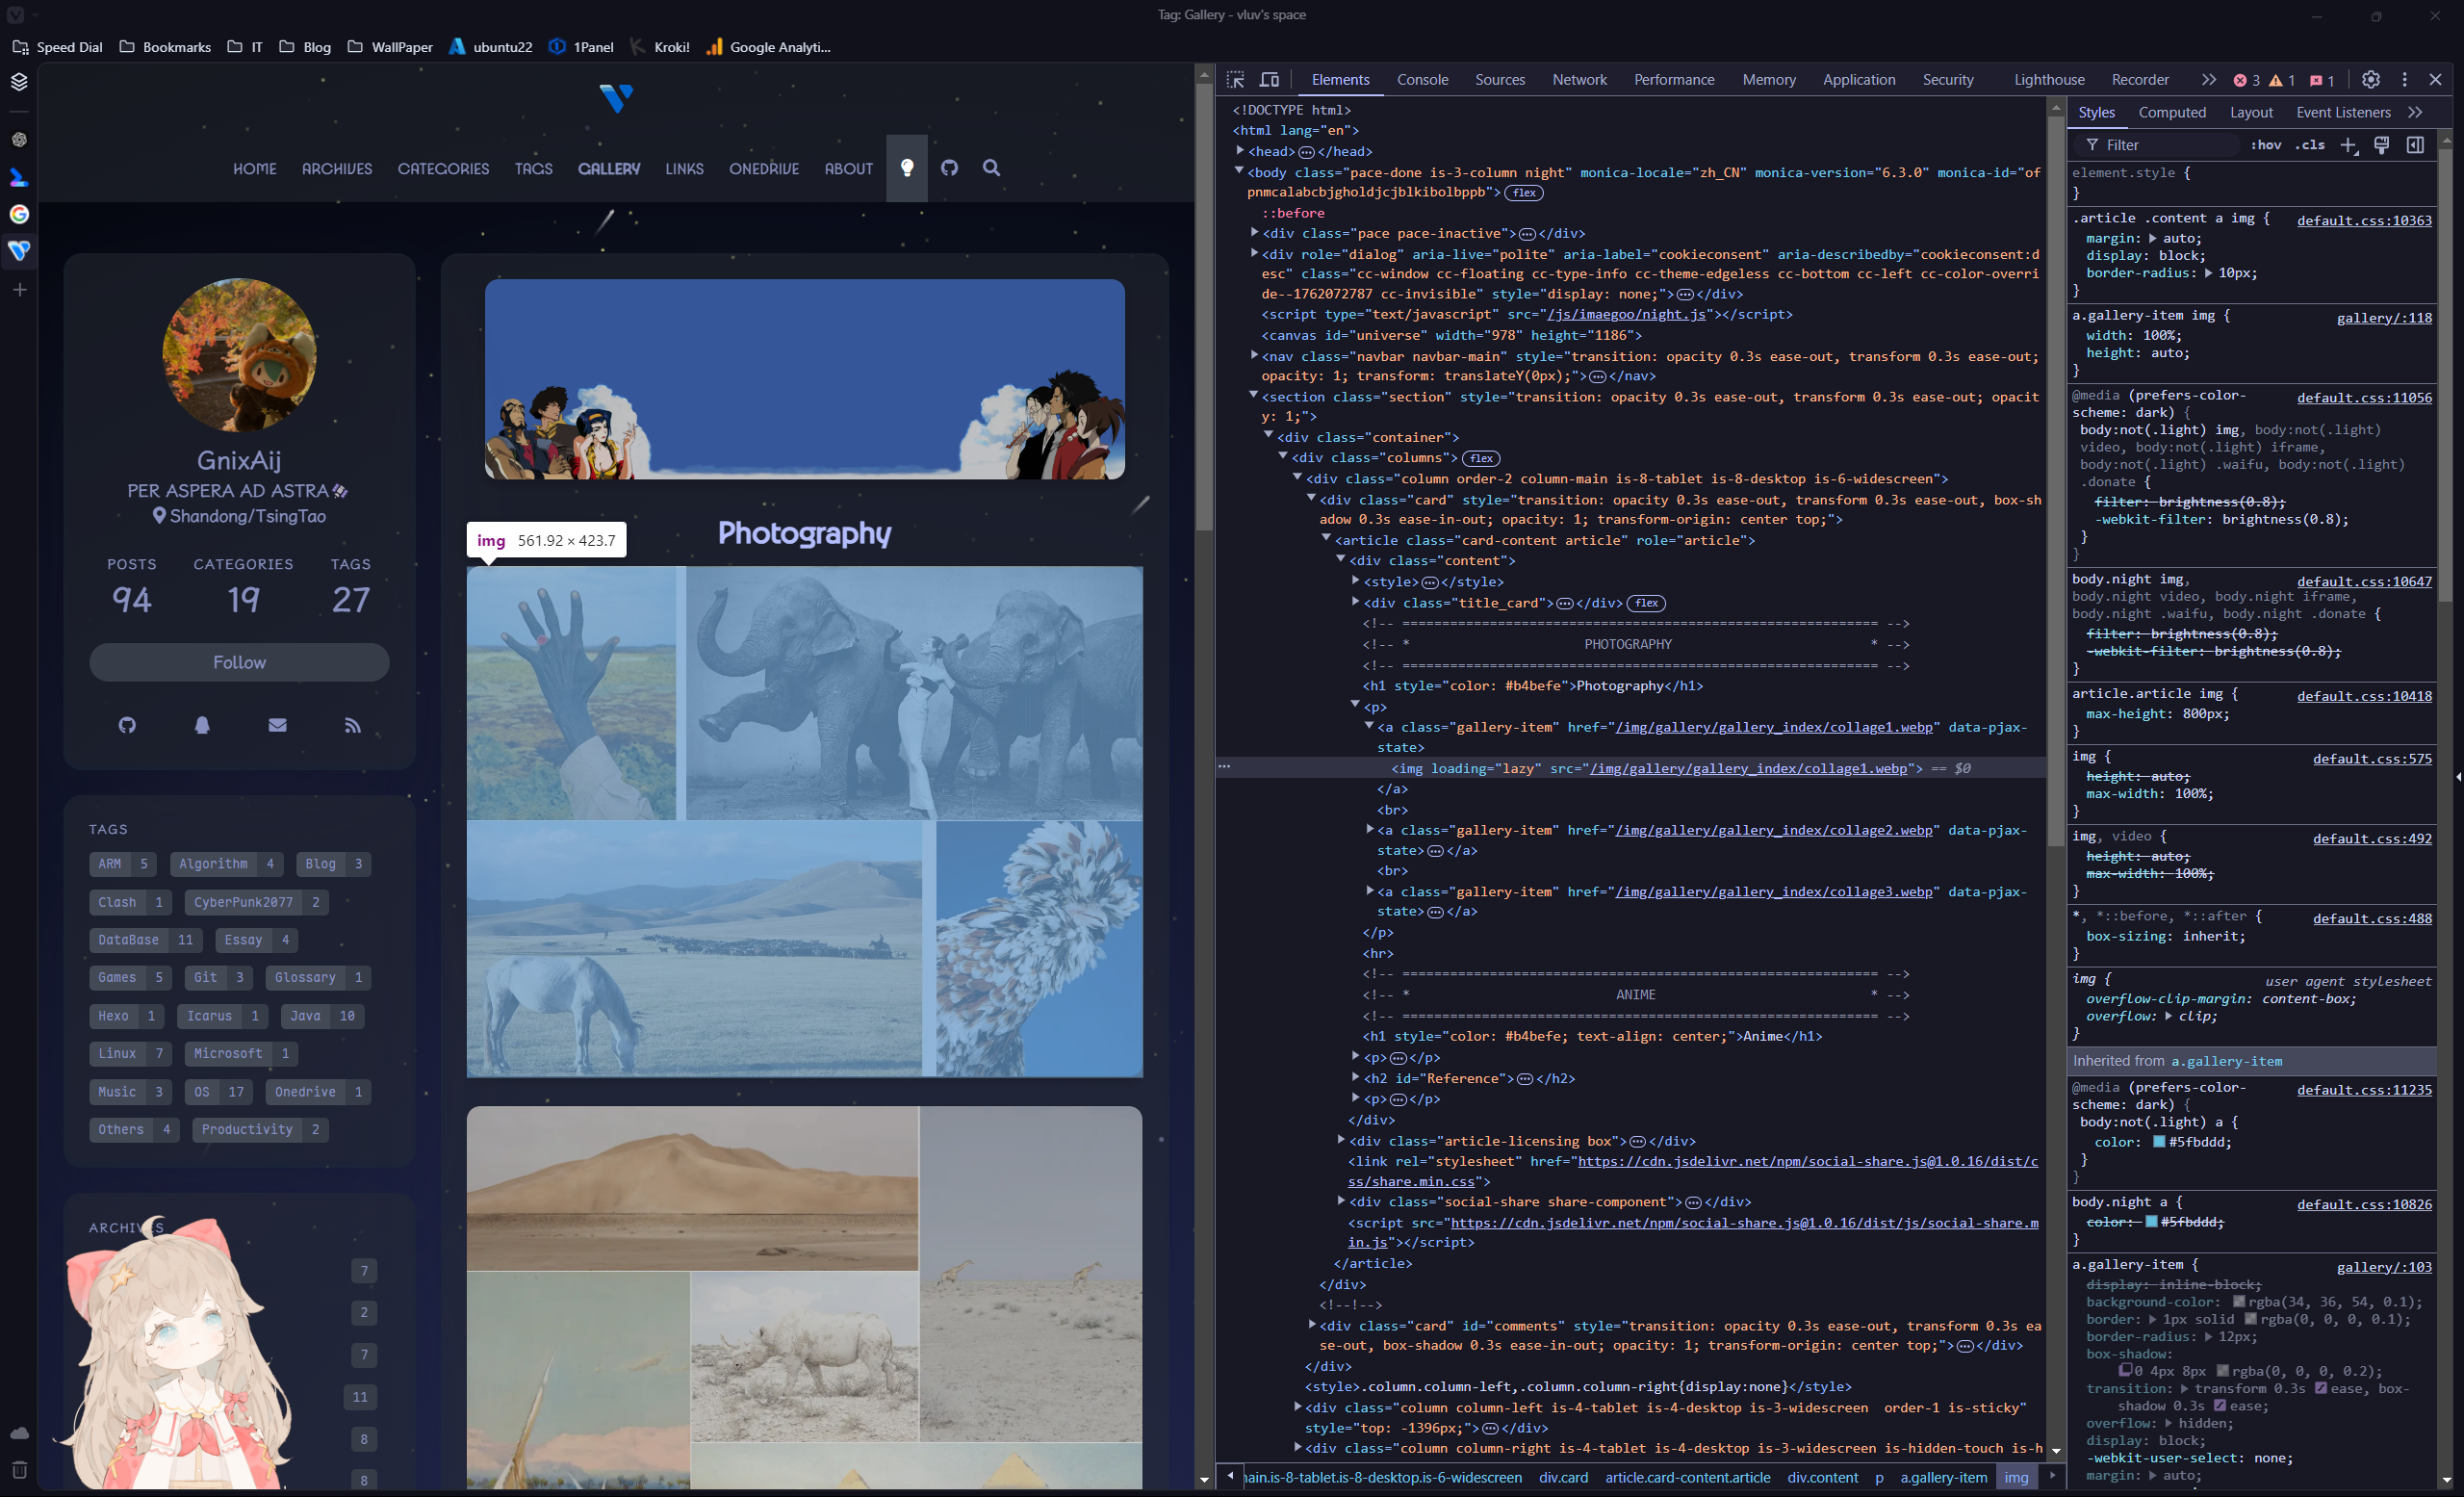 Tag: Gallery - vluv's space
Speed Dial Bookmarks IT Blog WallPaper ubuntu22 1Panel Kroki! Google Analyti...
HOME ARCHIVES CATEGORIES TAGS GALLERY LINKS ONEDRIVE ABOUT
GnixAij
PER ASPERA AD ASTRA
Shandong/TsingTao
POSTS CATEGORIES TAGS
94 19 27
Follow
TAGS
ARM 5 Algorithm 4 Blog 3
Clash 1 CyberPunk2077 2
DataBase 11 Essay 4
Games 5 Git 3 Glossary 1
Hexo 1 Icarus 1 Java 10
Linux 7 Microsoft 1
Music 3 OS 17 Onedrive 1
Others 4 Productivity 2
ARCHIVES
7
2
7
11
8
8
Photography
img 561.92 × 423.7
Elements Console Sources Network Performance Memory Application Security Lighthouse Recorder 3 1 1
<!DOCTYPE html>
<html lang="en">
<head> </head>
<body class="pace-done is-3-column night" monica-locale="zh_CN" monica-version="6.3.0" monica-id="of
pnmcalabcbjgholdjcjblkibolbppb"> flex
::before
<div class="pace pace-inactive"> </div>
<div role="dialog" aria-live="polite" aria-label="cookieconsent" aria-describedby="cookieconsent:d
esc" class="cc-window cc-floating cc-type-info cc-theme-edgeless cc-bottom cc-left cc-color-overri
de--1762072787 cc-invisible" style="display: none;"> </div>
<script type="text/javascript" src="/js/imaegoo/night.js"></script>
<canvas id="universe" width="978" height="1186">
<nav class="navbar navbar-main" style="transition: opacity 0.3s ease-out, transform 0.3s ease-out;
opacity: 1; transform: translateY(0px);"> </nav>
<section class="section" style="transition: opacity 0.3s ease-out, transform 0.3s ease-out; opacit
y: 1;">
<div class="container">
<div class="columns"> flex
<div class="column order-2 column-main is-8-tablet is-8-desktop is-6-widescreen">
<div class="card" style="transition: opacity 0.3s ease-out, transform 0.3s ease-out, box-sh
adow 0.3s ease-in-out; opacity: 1; transform-origin: center top;">
<article class="card-content article" role="article">
<div class="content">
<style> </style>
<div class="title_card"> </div> flex
<!-- ========================================================= -->
<!-- * PHOTOGRAPHY * -->
<!-- ========================================================= -->
<h1 style="color: #b4befe">Photography</h1>
<p>
<a class="gallery-item" href="/img/gallery/gallery_index/collage1.webp" data-pjax-
state>
<img loading="lazy" src="/img/gallery/gallery_index/collage1.webp"> == $0
</a>
<br>
<a class="gallery-item" href="/img/gallery/gallery_index/collage2.webp" data-pjax-
state> </a>
<br>
<a class="gallery-item" href="/img/gallery/gallery_index/collage3.webp" data-pjax-
state> </a>
</p>
<hr>
<!-- ========================================================= -->
<!-- * ANIME * -->
<!-- ========================================================= -->
<h1 style="color: #b4befe; text-align: center;">Anime</h1>
<p> </p>
<h2 id="Reference"> </h2>
<p> </p>
</div>
<div class="article-licensing box"> </div>
<link rel="stylesheet" href="https://cdn.jsdelivr.net/npm/social-share.js@1.0.16/dist/c
ss/share.min.css">
<div class="social-share share-component"> </div>
<script src="https://cdn.jsdelivr.net/npm/social-share.js@1.0.16/dist/js/social-share.m
in.js"></script>
</article>
</div>
<!--!-->
<div class="card" id="comments" style="transition: opacity 0.3s ease-out, transform 0.3s ea
se-out, box-shadow 0.3s ease-in-out; opacity: 1; transform-origin: center top;"> </div>
</div>
<style>.column.column-left,.column.column-right{display:none}</style>
<div class="column column-left is-4-tablet is-4-desktop is-3-widescreen  order-1 is-sticky"
style="top: -1396px;"> </div>
<div class="column column-right is-4-tablet is-4-desktop is-3-widescreen is-hidden-touch is-h
nain.is-8-tablet.is-8-desktop.is-6-widescreen div.card article.card-content.article div.content p a.gallery-item img
Styles Computed Layout Event Listeners
Filter :hov .cls
element.style {
}
.article .content a img { default.css:10363
margin: auto;
display: block;
border-radius: 10px;
}
a.gallery-item img { gallery/:118
width: 100%;
height: auto;
}
@media (prefers-color- default.css:11056
scheme: dark) {
body:not(.light) img, body:not(.light)
video, body:not(.light) iframe,
body:not(.light) .waifu, body:not(.light)
.donate {
filter: brightness(0.8);
-webkit-filter: brightness(0.8);
}
}
body.night img, default.css:10647
body.night video, body.night iframe,
body.night .waifu, body.night .donate {
filter: brightness(0.8);
-webkit-filter: brightness(0.8);
}
article.article img { default.css:10418
max-height: 800px;
}
img { default.css:575
height: auto;
max-width: 100%;
}
img, video { default.css:492
height: auto;
max-width: 100%;
}
*, *::before, *::after { default.css:488
box-sizing: inherit;
}
img { user agent stylesheet
overflow-clip-margin: content-box;
overflow: clip;
}
Inherited from a.gallery-item
@media (prefers-color- default.css:11235
scheme: dark) {
body:not(.light) a {
color: #5fbddd;
}
}
body.night a { default.css:10826
color: #5fbddd;
}
a.gallery-item { gallery/:103
display: inline-block;
background-color: rgba(34, 36, 54, 0.1);
border: 1px solid rgba(0, 0, 0, 0.1);
border-radius: 12px;
box-shadow:
0 4px 8px rgba(0, 0, 0, 0.2);
transition: transform 0.3s ease, box-
shadow 0.3s ease;
overflow: hidden;
display: block;
-webkit-user-select: none;
margin: auto;